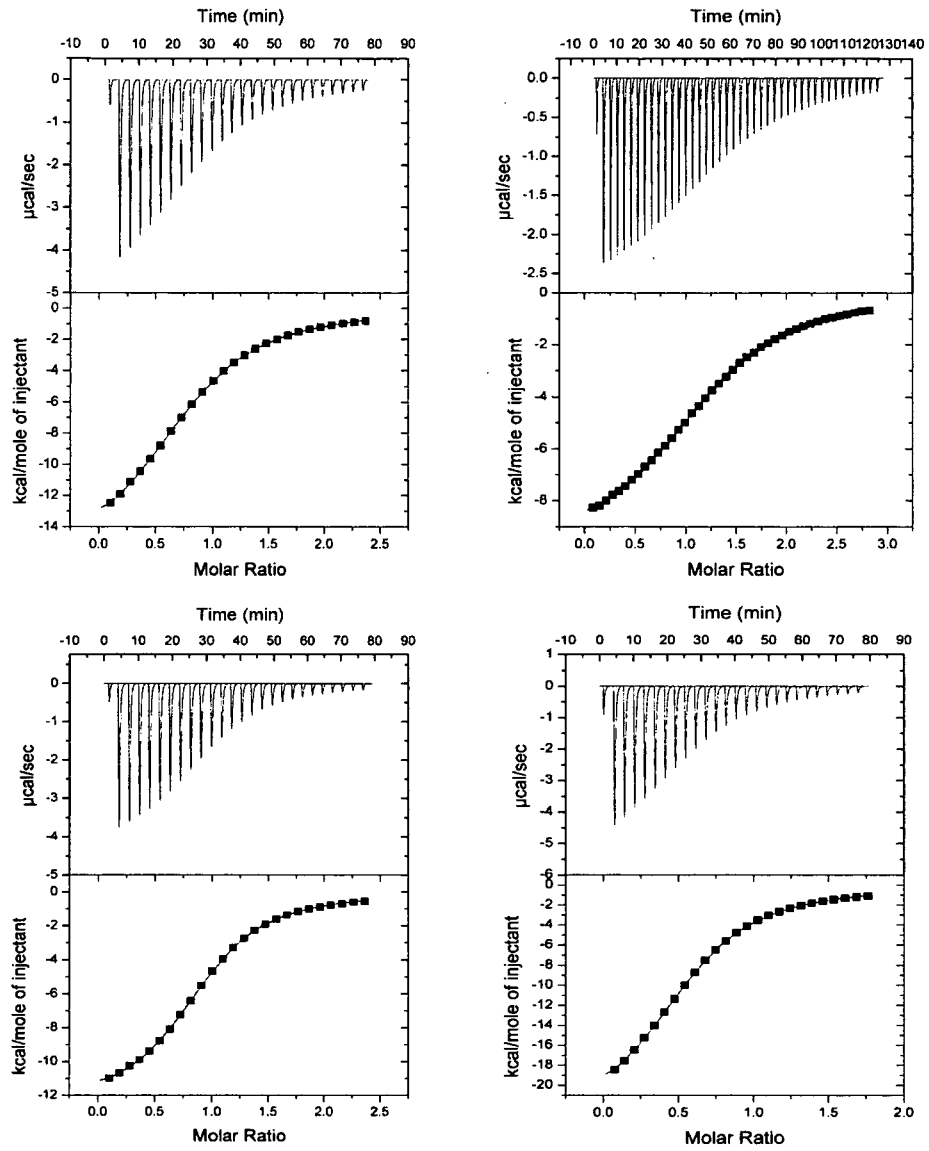 Time (min)
-10 0 10 20 30 40 50 60 70 80 90
0
-1
-2
-3
-4
-5
µcal/sec
0
-2
-4
-6
-8
-10
-12
-14
kcal/mole of injectant
0.0 0.5 1.0 1.5 2.0 2.5
Molar Ratio
Time (min)
-10 0 10 20 30 40 50 60 70 80 90 100 110 120 130 140
0.0
-0.5
-1.0
-1.5
-2.0
-2.5
µcal/sec
0
-2
-4
-6
-8
kcal/mole of injectant
0.0 0.5 1.0 1.5 2.0 2.5 3.0
Molar Ratio
Time (min)
-10 0 10 20 30 40 50 60 70 80 90
0
-1
-2
-3
-4
-5
µcal/sec
0
-2
-4
-6
-8
-10
-12
kcal/mole of injectant
0.0 0.5 1.0 1.5 2.0 2.5
Molar Ratio
Time (min)
-10 0 10 20 30 40 50 60 70 80 90
1
0
-1
-2
-3
-4
-5
-6
µcal/sec
0
-2
-4
-6
-8
-10
-12
-14
-16
-18
-20
kcal/mole of injectant
0.0 0.5 1.0 1.5 2.0
Molar Ratio